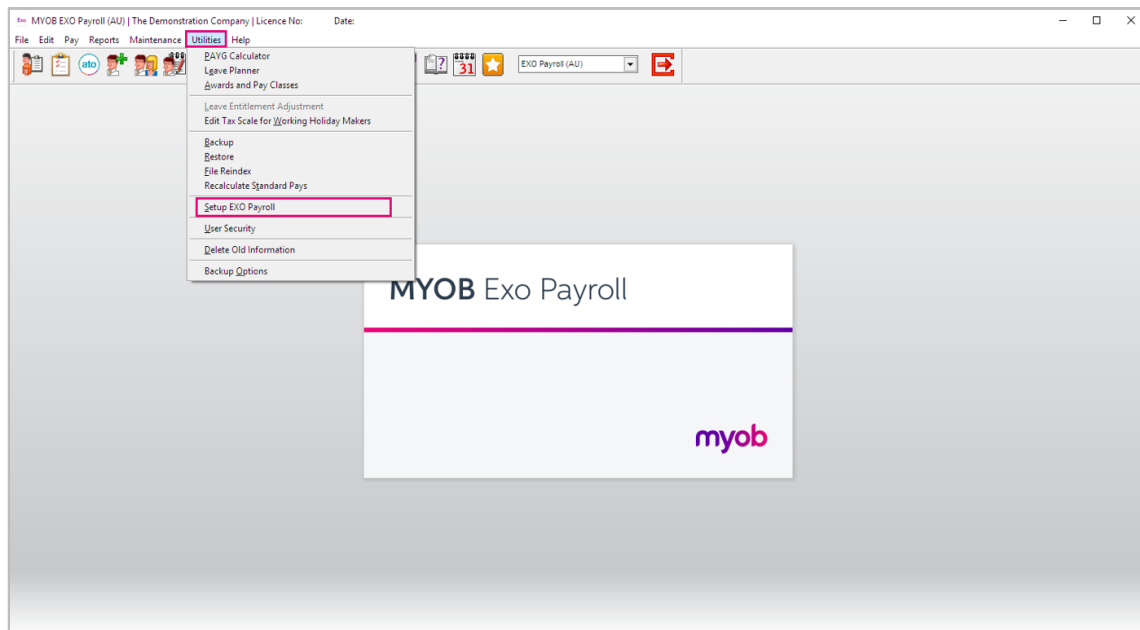 MYOB EXO Payroll (AU) | The Demonstration Company | Licence No: Date:
File Edit Pay Reports Maintenance Utilities Help
ato
31
EXO Payroll (AU)
PAYG Calculator
Leave Planner
Awards and Pay Classes
Leave Entitlement Adjustment
Edit Tax Scale for Working Holiday Makers
Backup
Restore
File Reindex
Recalculate Standard Pays
Setup EXO Payroll
User Security
Delete Old Information
Backup Options
MYOB Exo Payroll
myob